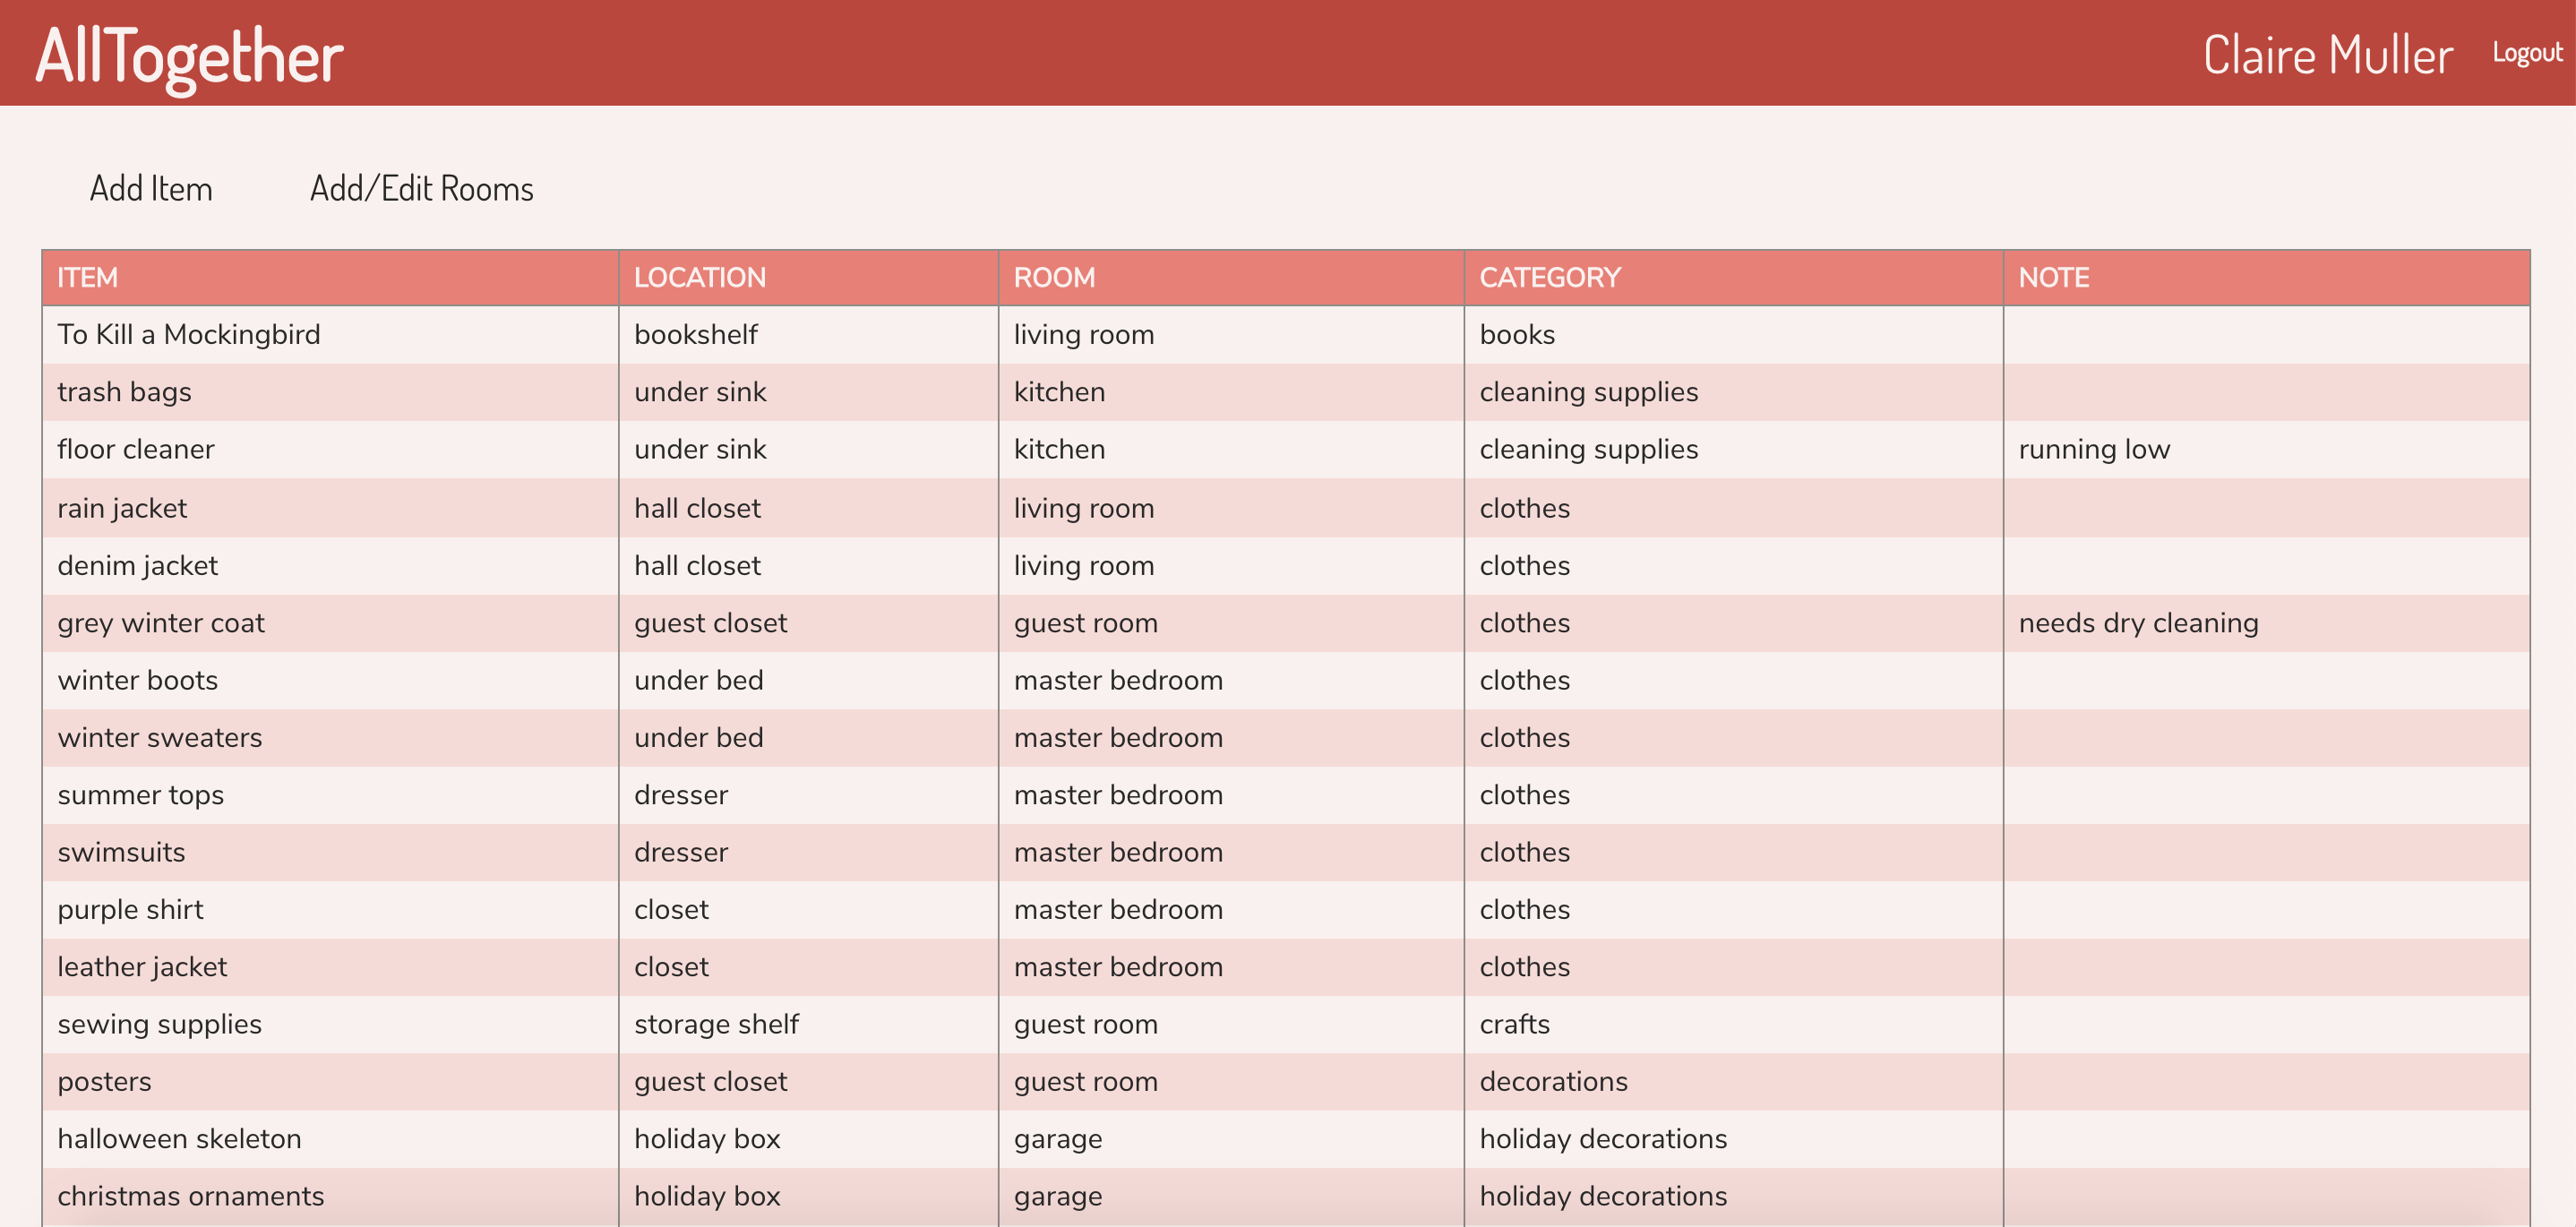 AllTogether
Claire Muller Logout
Add Item Add/Edit Rooms
ITEM LOCATION ROOM CATEGORY NOTE
To Kill a Mockingbird bookshelf living room books
trash bags under sink kitchen cleaning supplies
floor cleaner under sink kitchen cleaning supplies running low
rain jacket hall closet living room clothes
denim jacket hall closet living room clothes
grey winter coat guest closet guest room clothes needs dry cleaning
winter boots under bed master bedroom clothes
winter sweaters under bed master bedroom clothes
summer tops dresser master bedroom clothes
swimsuits dresser master bedroom clothes
purple shirt closet master bedroom clothes
leather jacket closet master bedroom clothes
sewing supplies storage shelf guest room crafts
posters guest closet guest room decorations
halloween skeleton holiday box garage holiday decorations
christmas ornaments holiday box garage holiday decorations